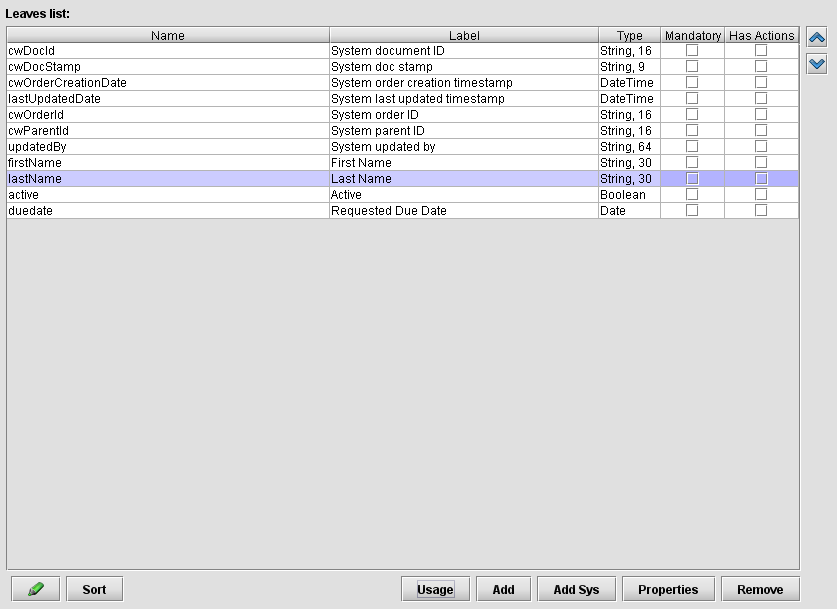 Leaves list:
Name Label Type Mandatory Has Actions
cwDocId System document ID String, 16
cwDocStamp System doc stamp String, 9
cwOrderCreationDate System order creation timestamp DateTime
lastUpdatedDate System last updated timestamp DateTime
cwOrderId System order ID String, 16
cwParentId System parent ID String, 16
updatedBy System updated by String, 64
firstName First Name String, 30
lastName Last Name String, 30
active Active Boolean
duedate Requested Due Date Date
Sort Usage Add Add Sys Properties Remove